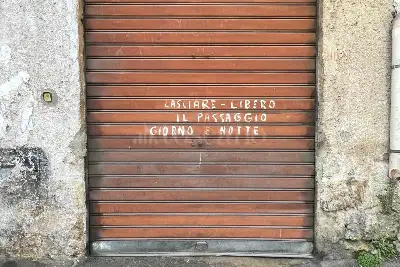 LASCIARE - LIBERO
IL PASSAGGIO
GIORNO E NOTTE